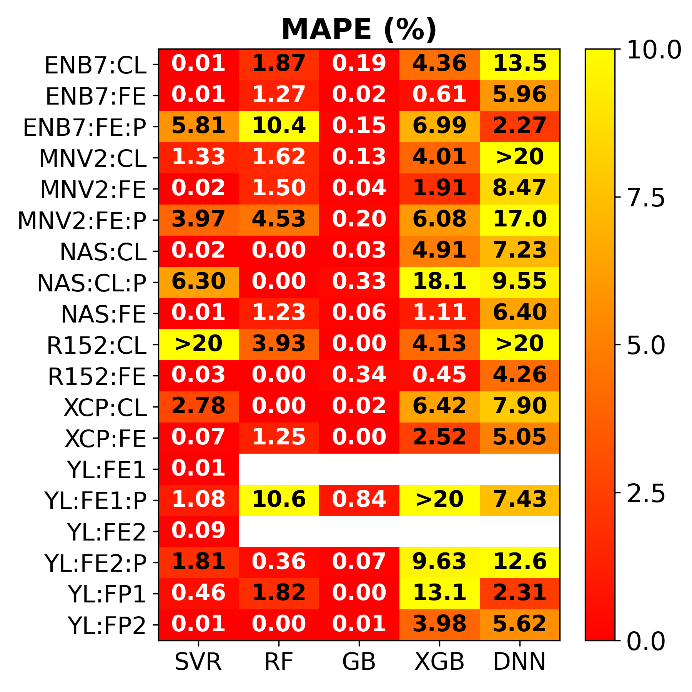 MAPE (%)
ENB7:CL 0.01 1.87 0.19 4.36 13.5
ENB7:FE 0.01 1.27 0.02 0.61 5.96
ENB7:FE:P 5.81 10.4 0.15 6.99 2.27
MNV2:CL 1.33 1.62 0.13 4.01 >20
MNV2:FE 0.02 1.50 0.04 1.91 8.47
MNV2:FE:P 3.97 4.53 0.20 6.08 17.0
NAS:CL 0.02 0.00 0.03 4.91 7.23
NAS:CL:P 6.30 0.00 0.33 18.1 9.55
NAS:FE 0.01 1.23 0.06 1.11 6.40
R152:CL >20 3.93 0.00 4.13 >20
R152:FE 0.03 0.00 0.34 0.45 4.26
XCP:CL 2.78 0.00 0.02 6.42 7.90
XCP:FE 0.07 1.25 0.00 2.52 5.05
YL:FE1 0.01
YL:FE1:P 1.08 10.6 0.84 >20 7.43
YL:FE2 0.09
YL:FE2:P 1.81 0.36 0.07 9.63 12.6
YL:FP1 0.46 1.82 0.00 13.1 2.31
YL:FP2 0.01 0.00 0.01 3.98 5.62
SVR RF GB XGB DNN
10.0
7.5
5.0
2.5
0.0